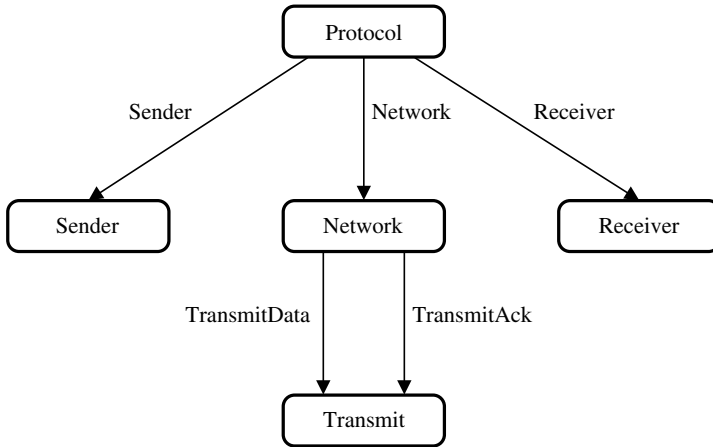 Protocol
Sender
Network
Receiver
Sender
Network
Receiver
TransmitData
TransmitAck
Transmit